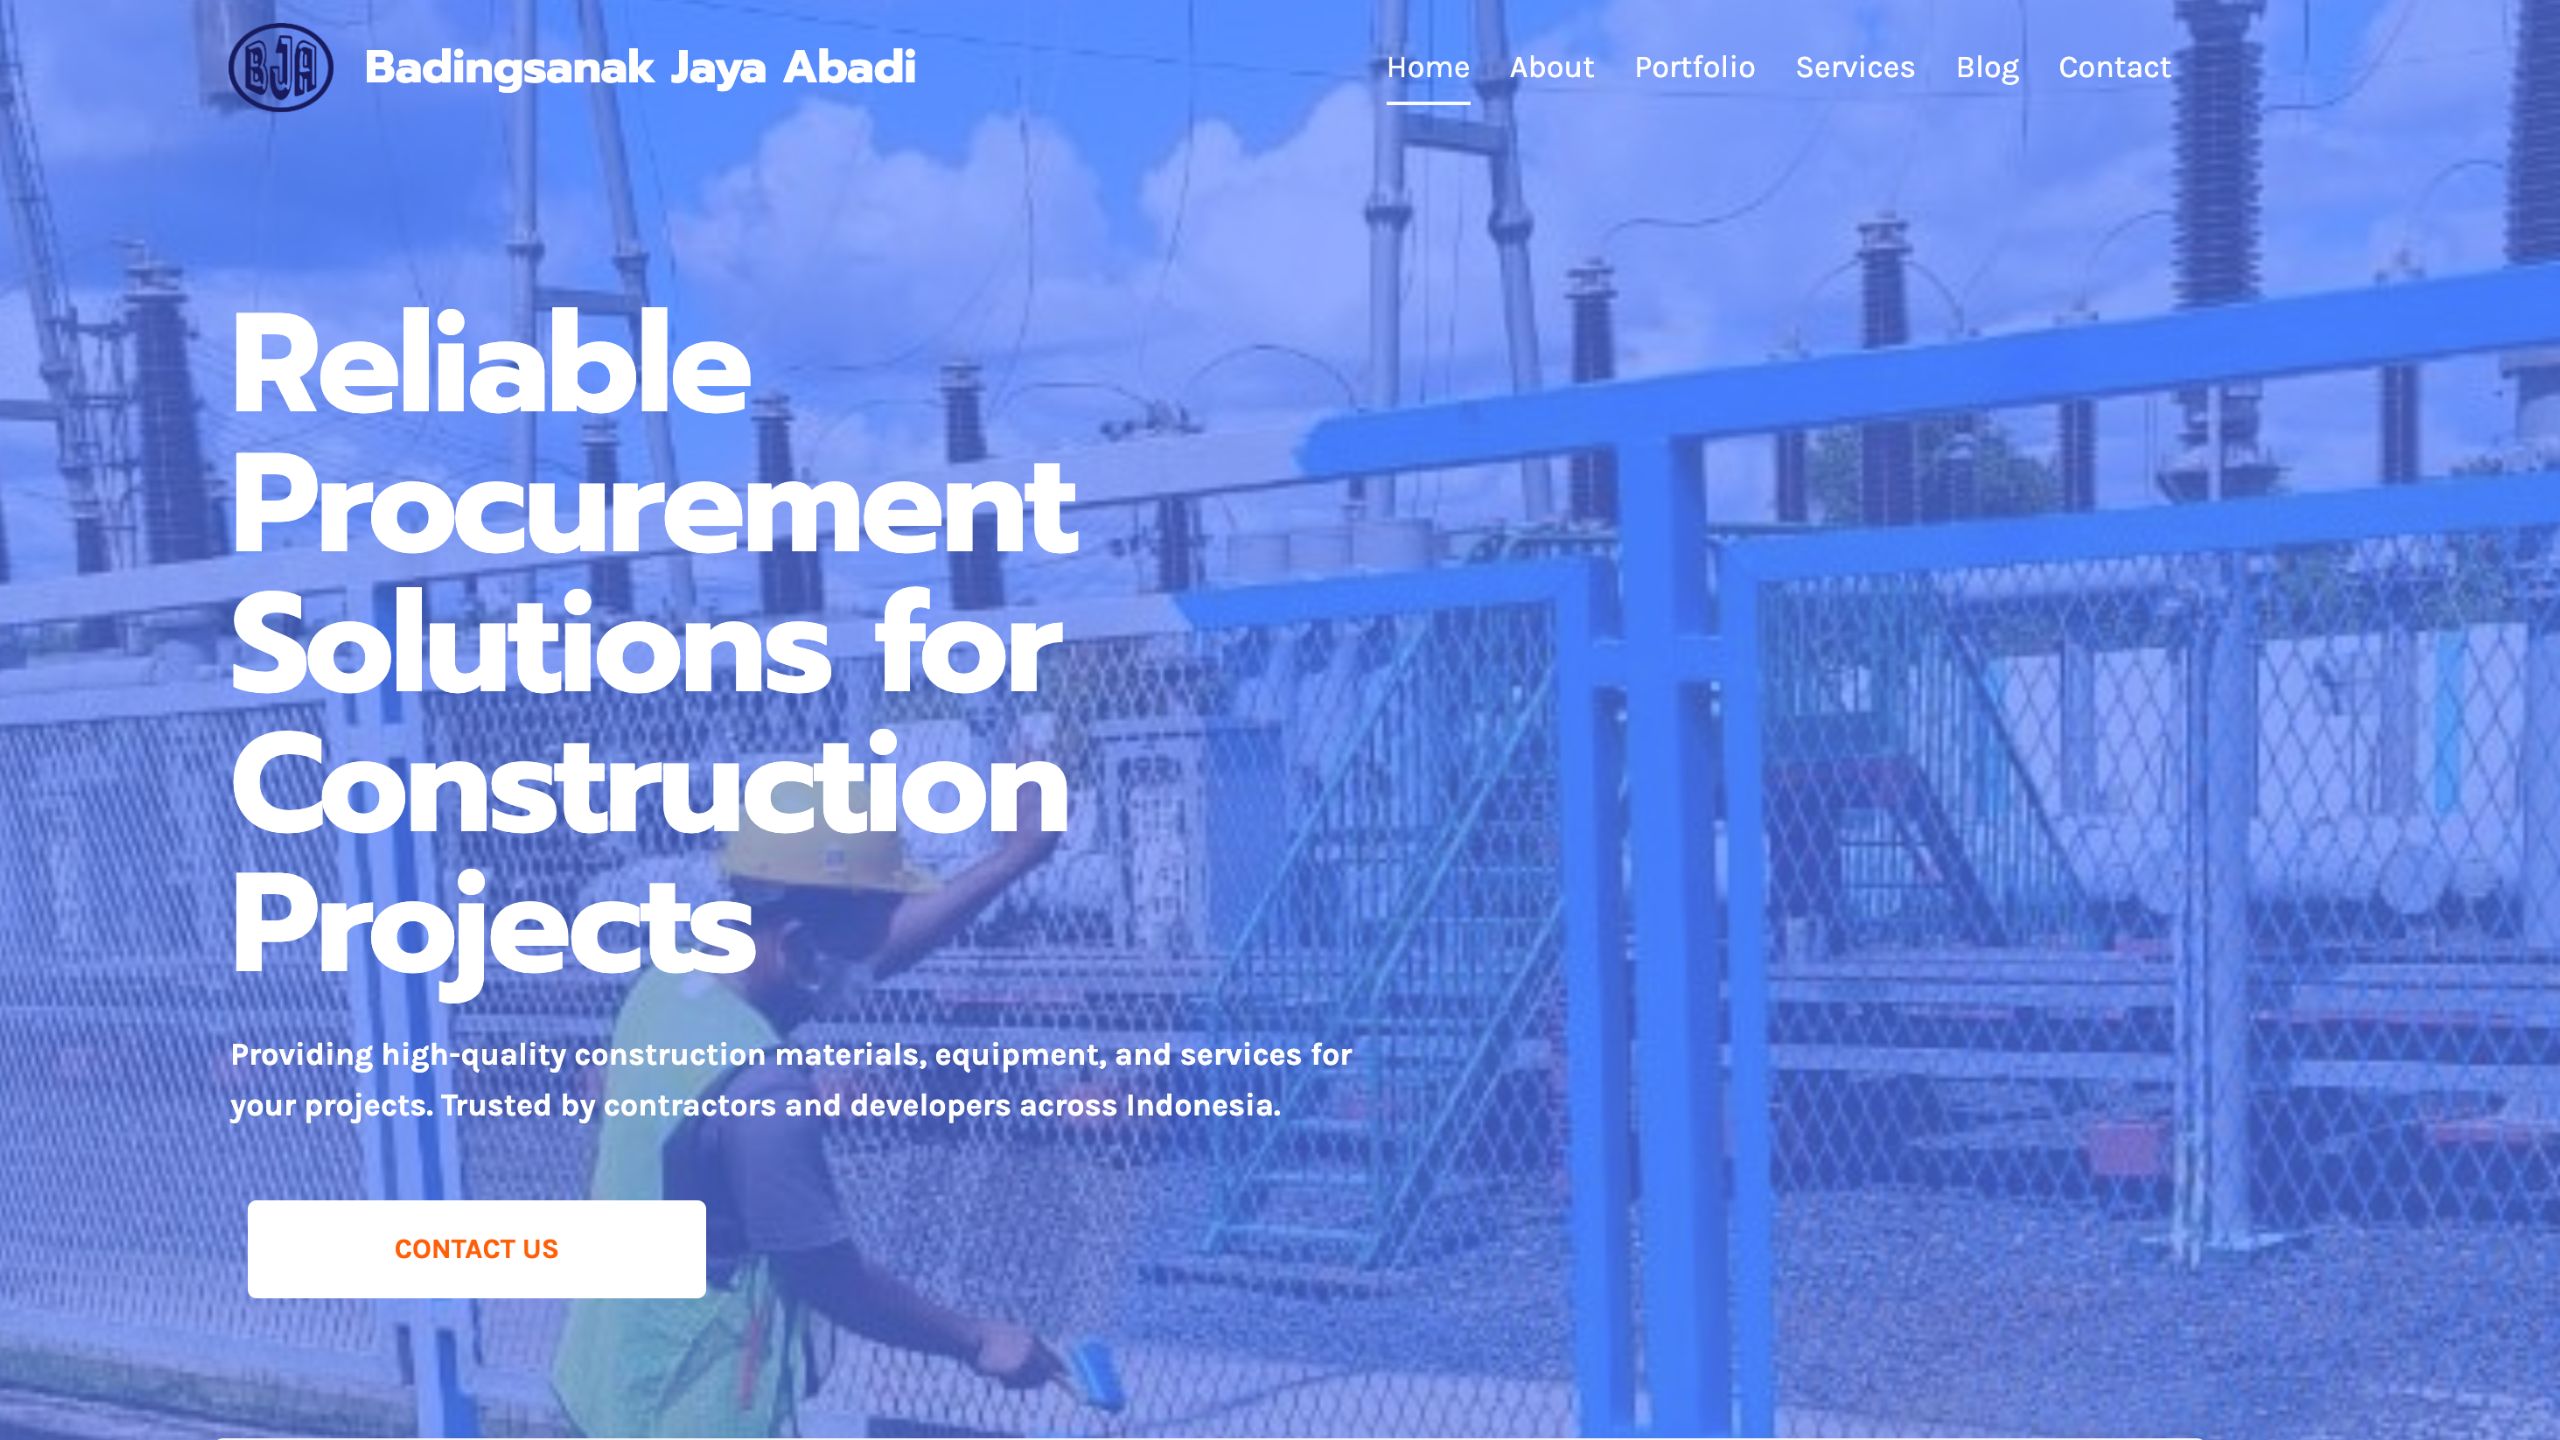 BJA
Badingsanak Jaya Abadi
Home About Portfolio Services Blog Contact
Reliable
Procurement
Solutions for
Construction
Projects
Providing high-quality construction materials, equipment, and services for
your projects. Trusted by contractors and developers across Indonesia.
CONTACT US